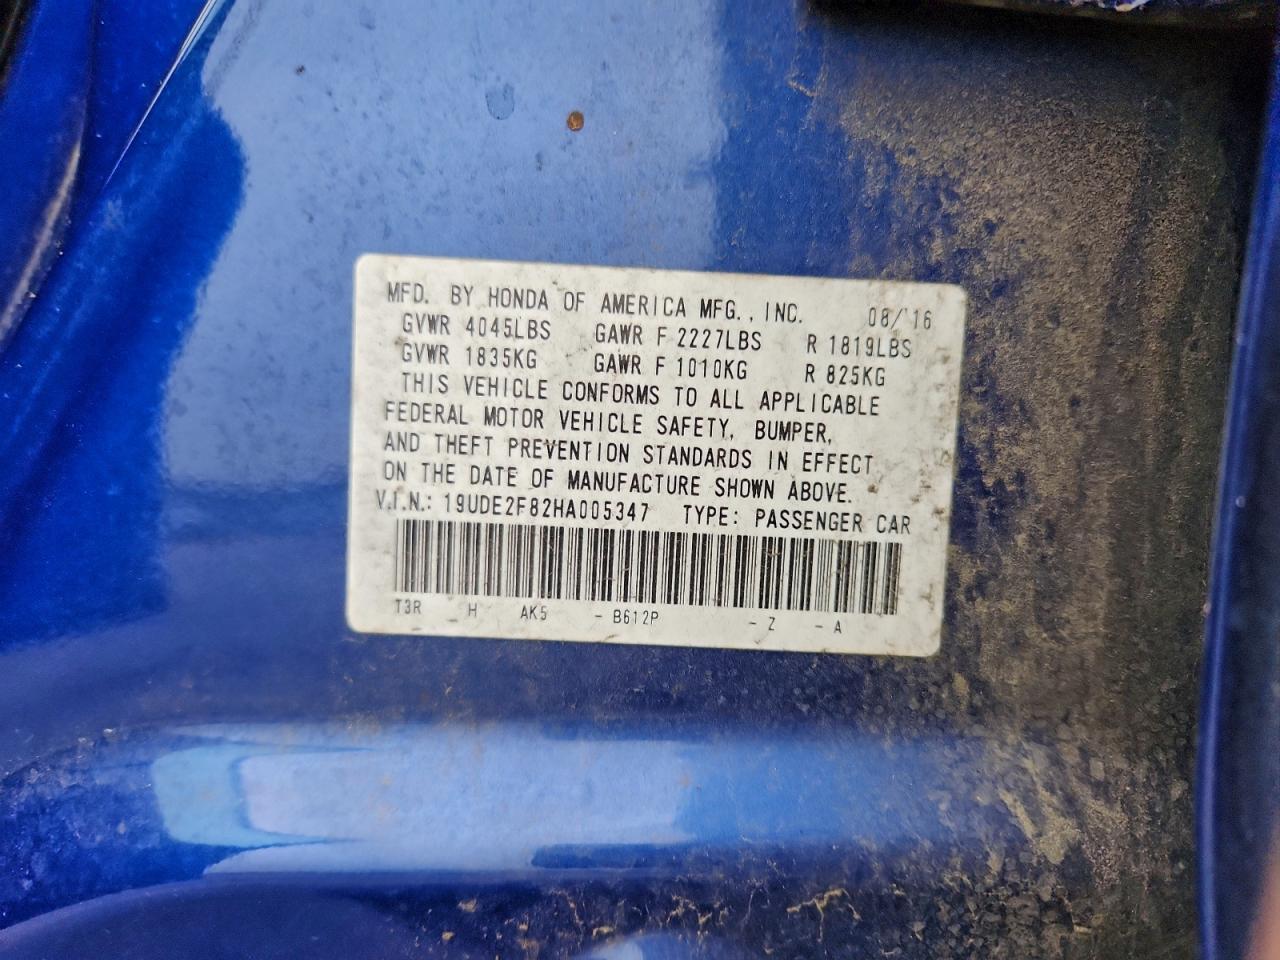 MFD. BY HONDA OF AMERICA MFG., INC. 08/'16
GVWR 4045LBS GAWR F 2227LBS R 1819LBS
GVWR 1835KG GAWR F 1010KG R 825KG
THIS VEHICLE CONFORMS TO ALL APPLICABLE
FEDERAL MOTOR VEHICLE SAFETY, BUMPER,
AND THEFT PREVENTION STANDARDS IN EFFECT
ON THE DATE OF MANUFACTURE SHOWN ABOVE.
V.I.N.: 19UDE2F82HA005347 TYPE: PASSENGER CAR
T3R _H AK5 - B612P - Z - A